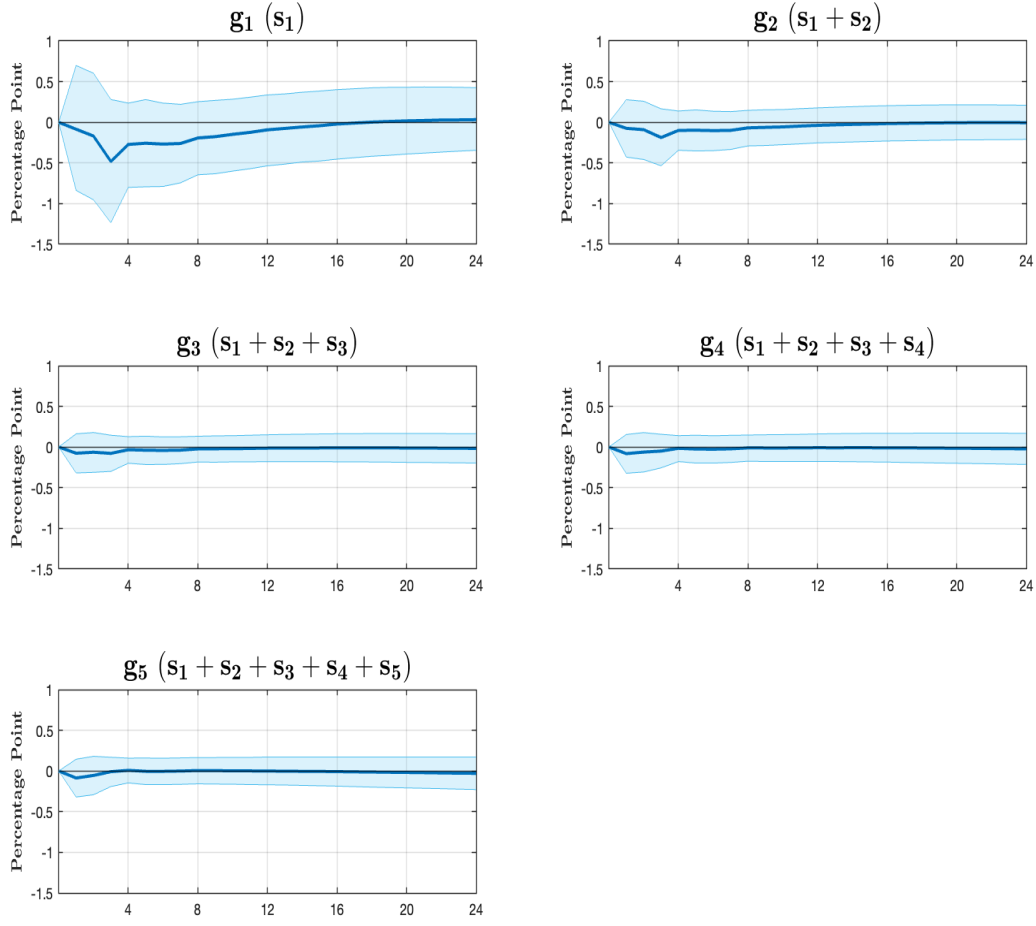 g₁ (s₁)
Percentage Point
1
0.5
0
-0.5
-1
-1.5
4 8 12 16 20 24
g₂ (s₁ + s₂)
Percentage Point
1
0.5
0
-0.5
-1
-1.5
4 8 12 16 20 24
g₃ (s₁ + s₂ + s₃)
Percentage Point
1
0.5
0
-0.5
-1
-1.5
4 8 12 16 20 24
g₄ (s₁ + s₂ + s₃ + s₄)
Percentage Point
1
0.5
0
-0.5
-1
-1.5
4 8 12 16 20 24
g₅ (s₁ + s₂ + s₃ + s₄ + s₅)
Percentage Point
1
0.5
0
-0.5
-1
-1.5
4 8 12 16 20 24